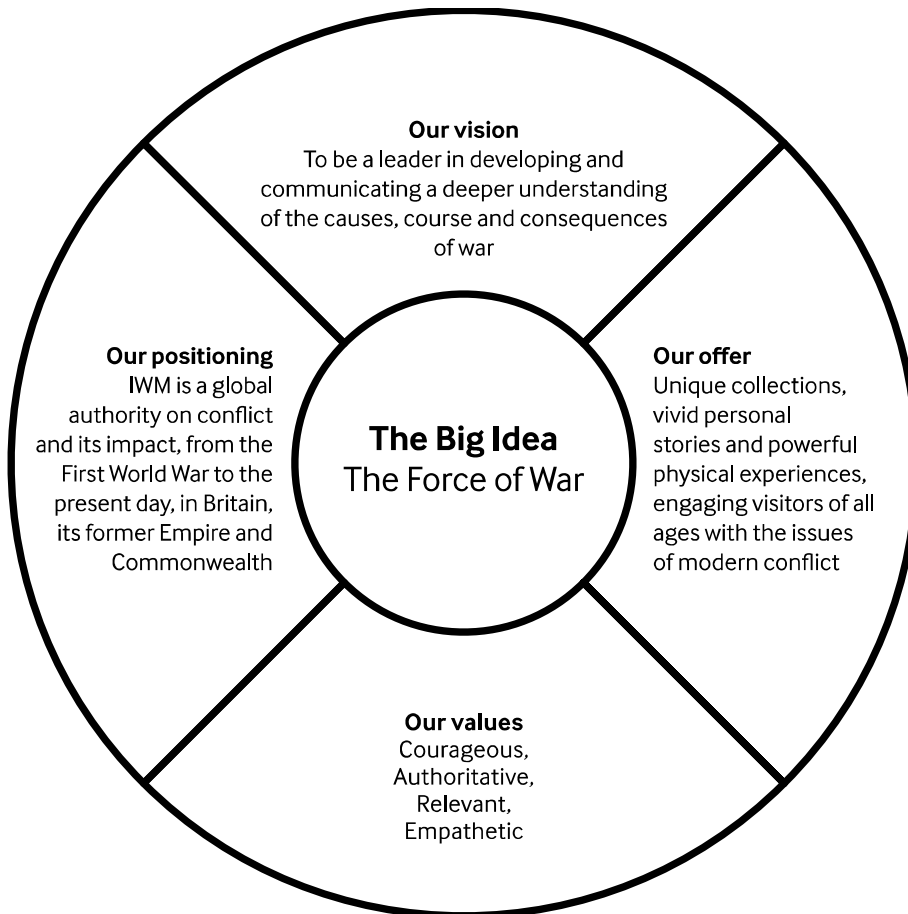 Our vision
To be a leader in developing and
communicating a deeper understanding
of the causes, course and consequences
of war
Our positioning
IWM is a global
authority on conflict
and its impact, from the
First World War to the
present day, in Britain,
its former Empire and
Commonwealth
The Big Idea
The Force of War
Our offer
Unique collections,
vivid personal
stories and powerful
physical experiences,
engaging visitors of all
ages with the issues
of modern conflict
Our values
Courageous,
Authoritative,
Relevant,
Empathetic